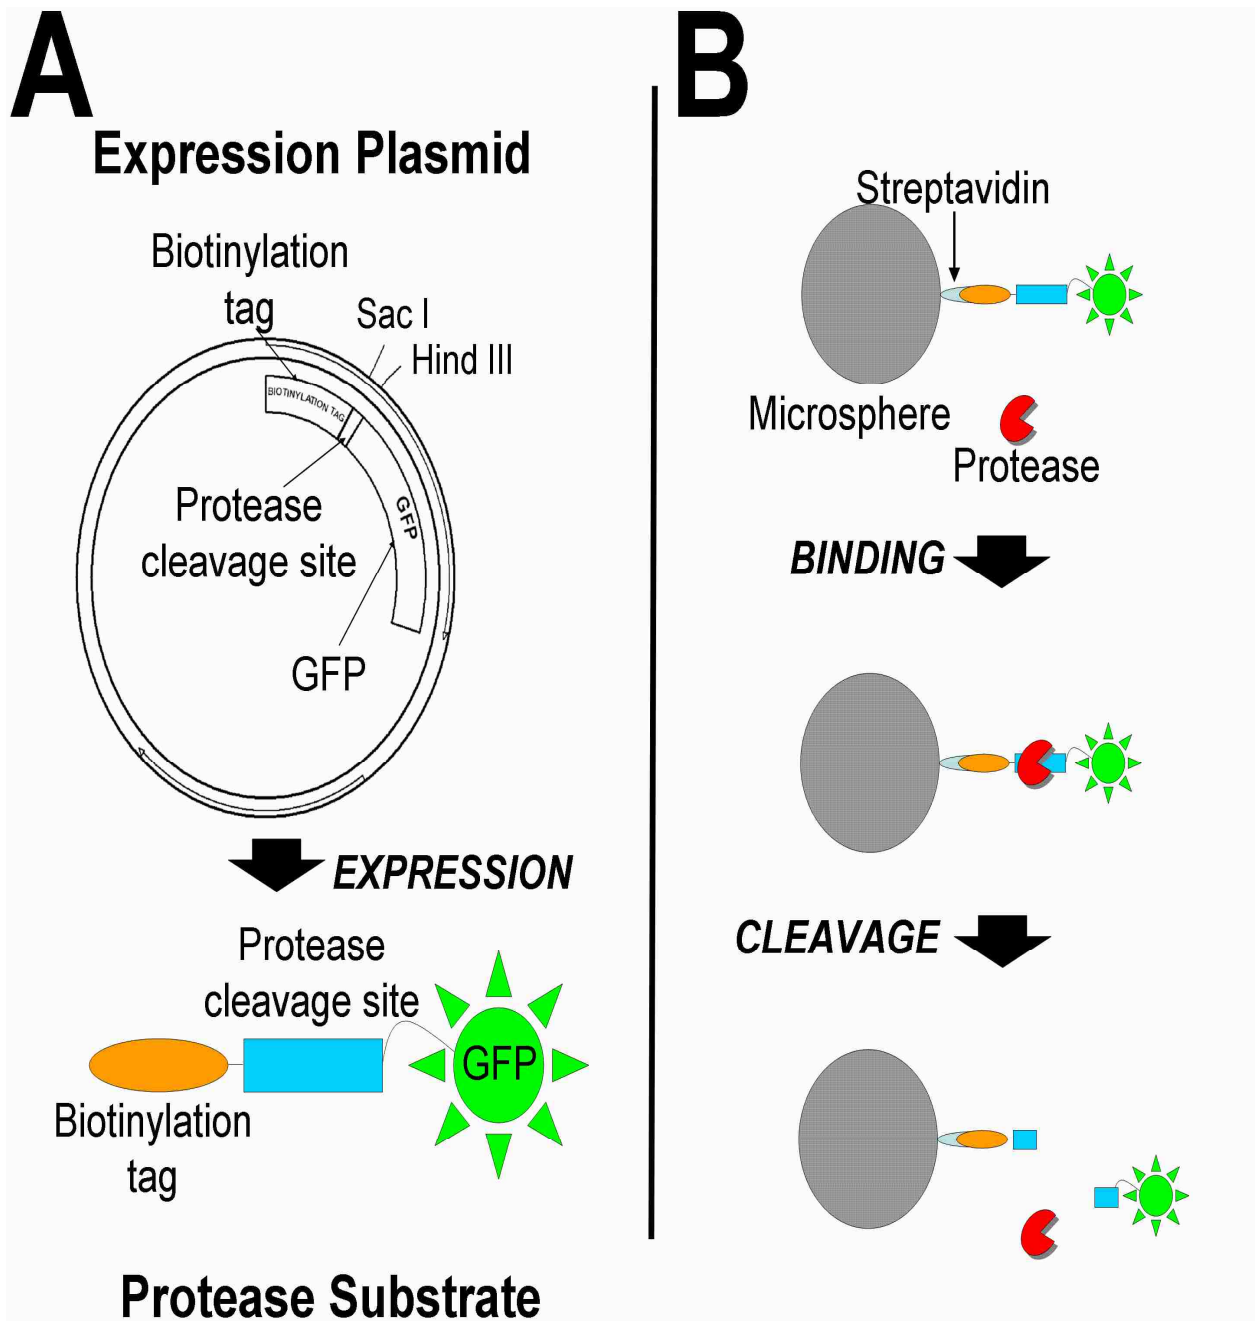 A
Expression Plasmid
Biotinylation
tag
Sac I
Hind III
BIOTINYLATION TAG
GFP
Protease
cleavage site
GFP
EXPRESSION
Protease
cleavage site
GFP
Biotinylation
tag
Protease Substrate
B
Streptavidin
Microsphere
Protease
BINDING
CLEAVAGE